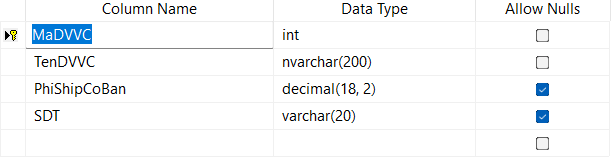 Column Name Data Type Allow Nulls
MaDVVC int
TenDVVC nvarchar(200)
PhiShipCoBan decimal(18, 2)
SDT varchar(20)